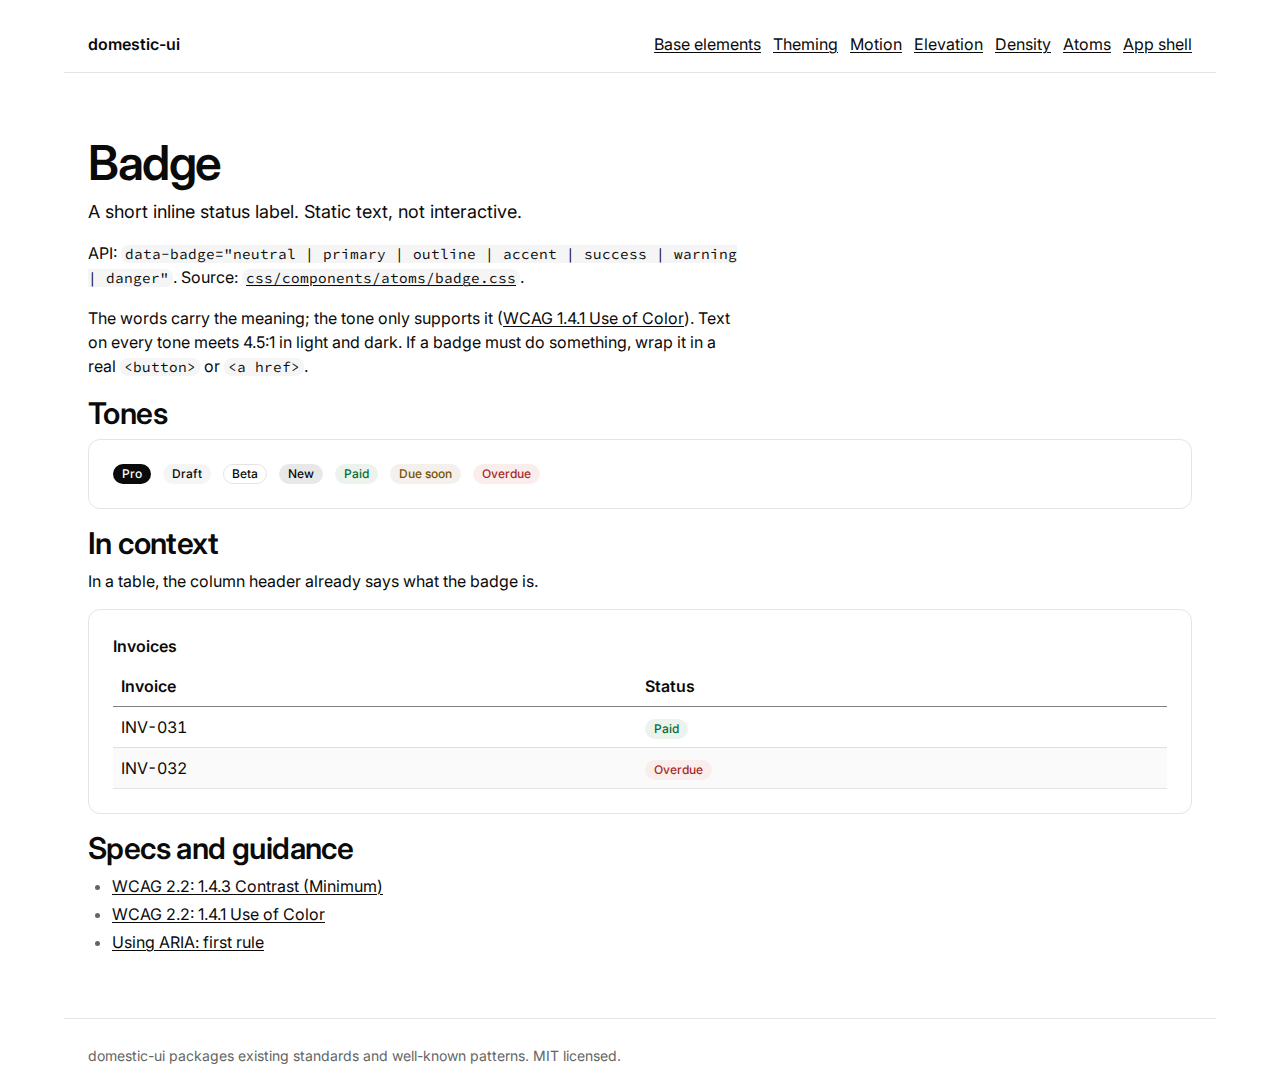 domestic-ui
Base elements Theming Motion Elevation Density Atoms App shell
Badge
A short inline status label. Static text, not interactive.
API: data-badge="neutral | primary | outline | accent | success | warning
| danger". Source: css/components/atoms/badge.css.
The words carry the meaning; the tone only supports it (WCAG 1.4.1 Use of Color). Text
on every tone meets 4.5:1 in light and dark. If a badge must do something, wrap it in a
real <button> or <a href>.
Tones
Pro Draft Beta New Paid Due soon Overdue
In context
In a table, the column header already says what the badge is.
Invoices
Invoice Status
INV-031 Paid
INV-032 Overdue
Specs and guidance
• WCAG 2.2: 1.4.3 Contrast (Minimum)
• WCAG 2.2: 1.4.1 Use of Color
• Using ARIA: first rule
domestic-ui packages existing standards and well-known patterns. MIT licensed.